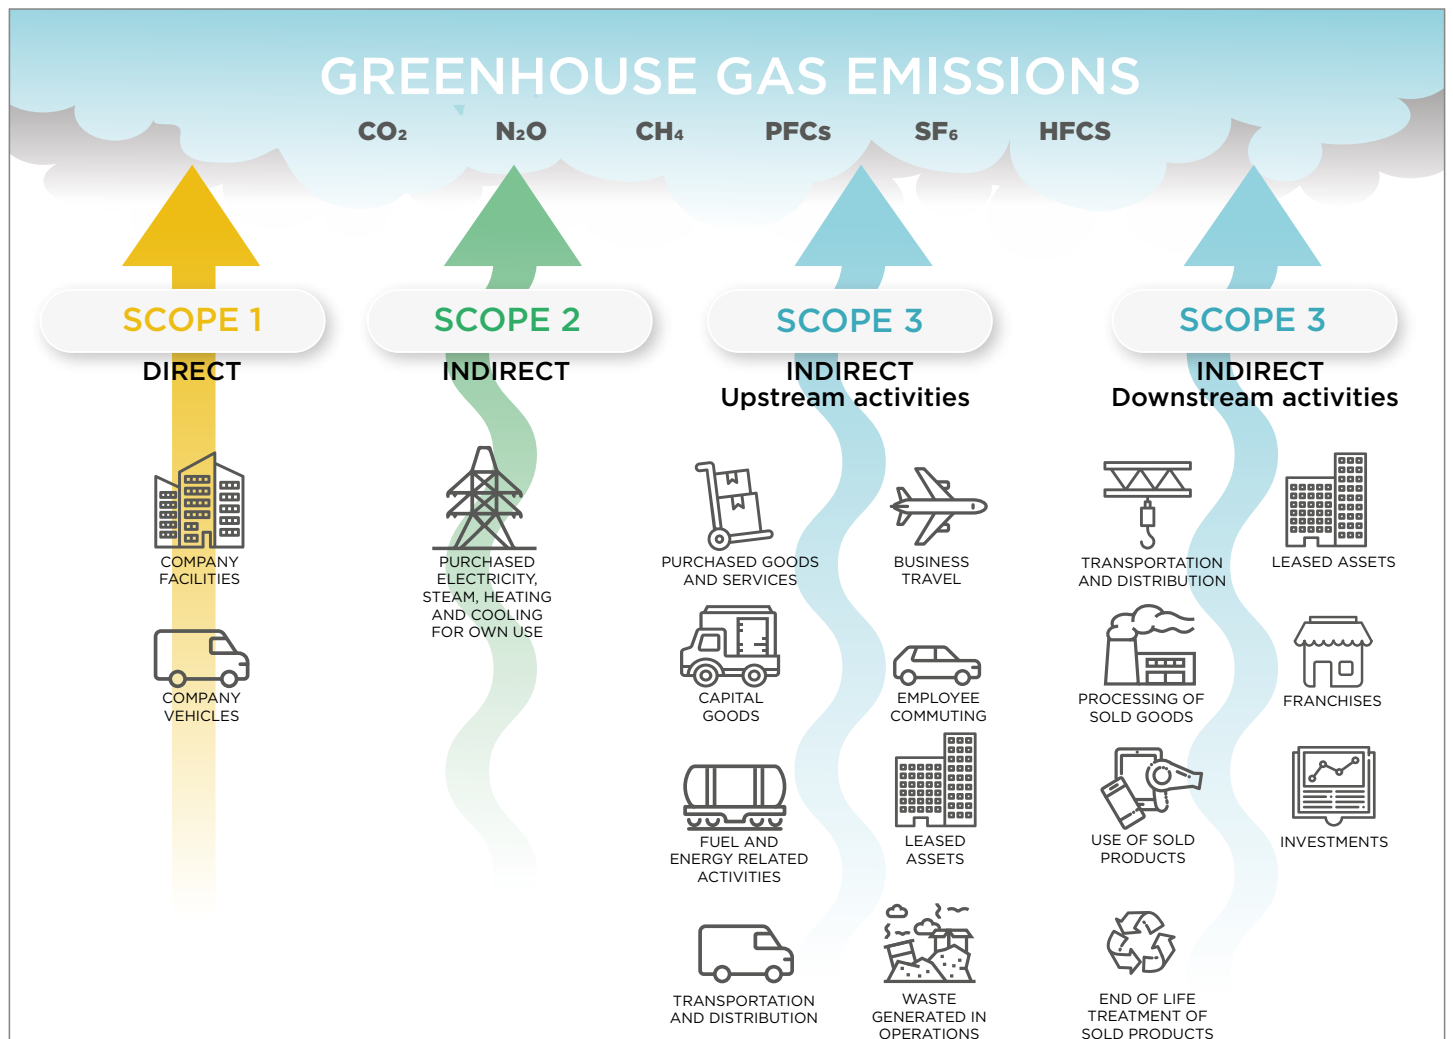 GREENHOUSE GAS EMISSIONS
CO₂ N₂O CH₄ PFCs SF₆ HFCS
SCOPE 1
DIRECT
COMPANY
FACILITIES
COMPANY
VEHICLES
SCOPE 2
INDIRECT
PURCHASED
ELECTRICITY,
STEAM, HEATING
AND COOLING
FOR OWN USE
SCOPE 3
INDIRECT
Upstream activities
PURCHASED GOODS
AND SERVICES
BUSINESS
TRAVEL
CAPITAL
GOODS
EMPLOYEE
COMMUTING
FUEL AND
ENERGY RELATED
ACTIVITIES
LEASED
ASSETS
TRANSPORTATION
AND DISTRIBUTION
WASTE
GENERATED IN
OPERATIONS
SCOPE 3
INDIRECT
Downstream activities
TRANSPORTATION
AND DISTRIBUTION
LEASED ASSETS
PROCESSING OF
SOLD GOODS
FRANCHISES
USE OF SOLD
PRODUCTS
INVESTMENTS
END OF LIFE
TREATMENT OF
SOLD PRODUCTS